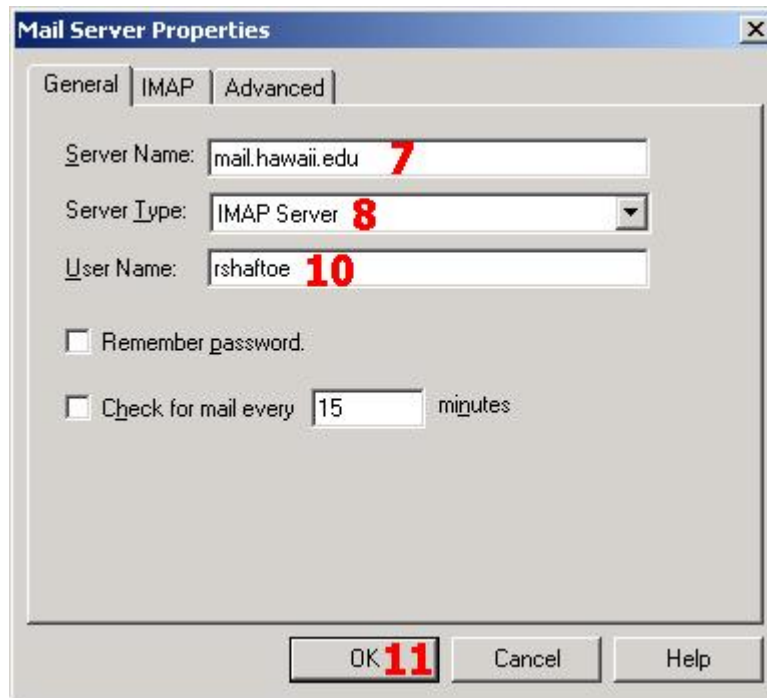 Mail Server Properties
General IMAP Advanced
Server Name: mail.hawaii.edu 7
Server Type: IMAP Server 8
User Name: rshaftoe 10
Remember password.
Check for mail every 15 minutes
OK 11 Cancel Help